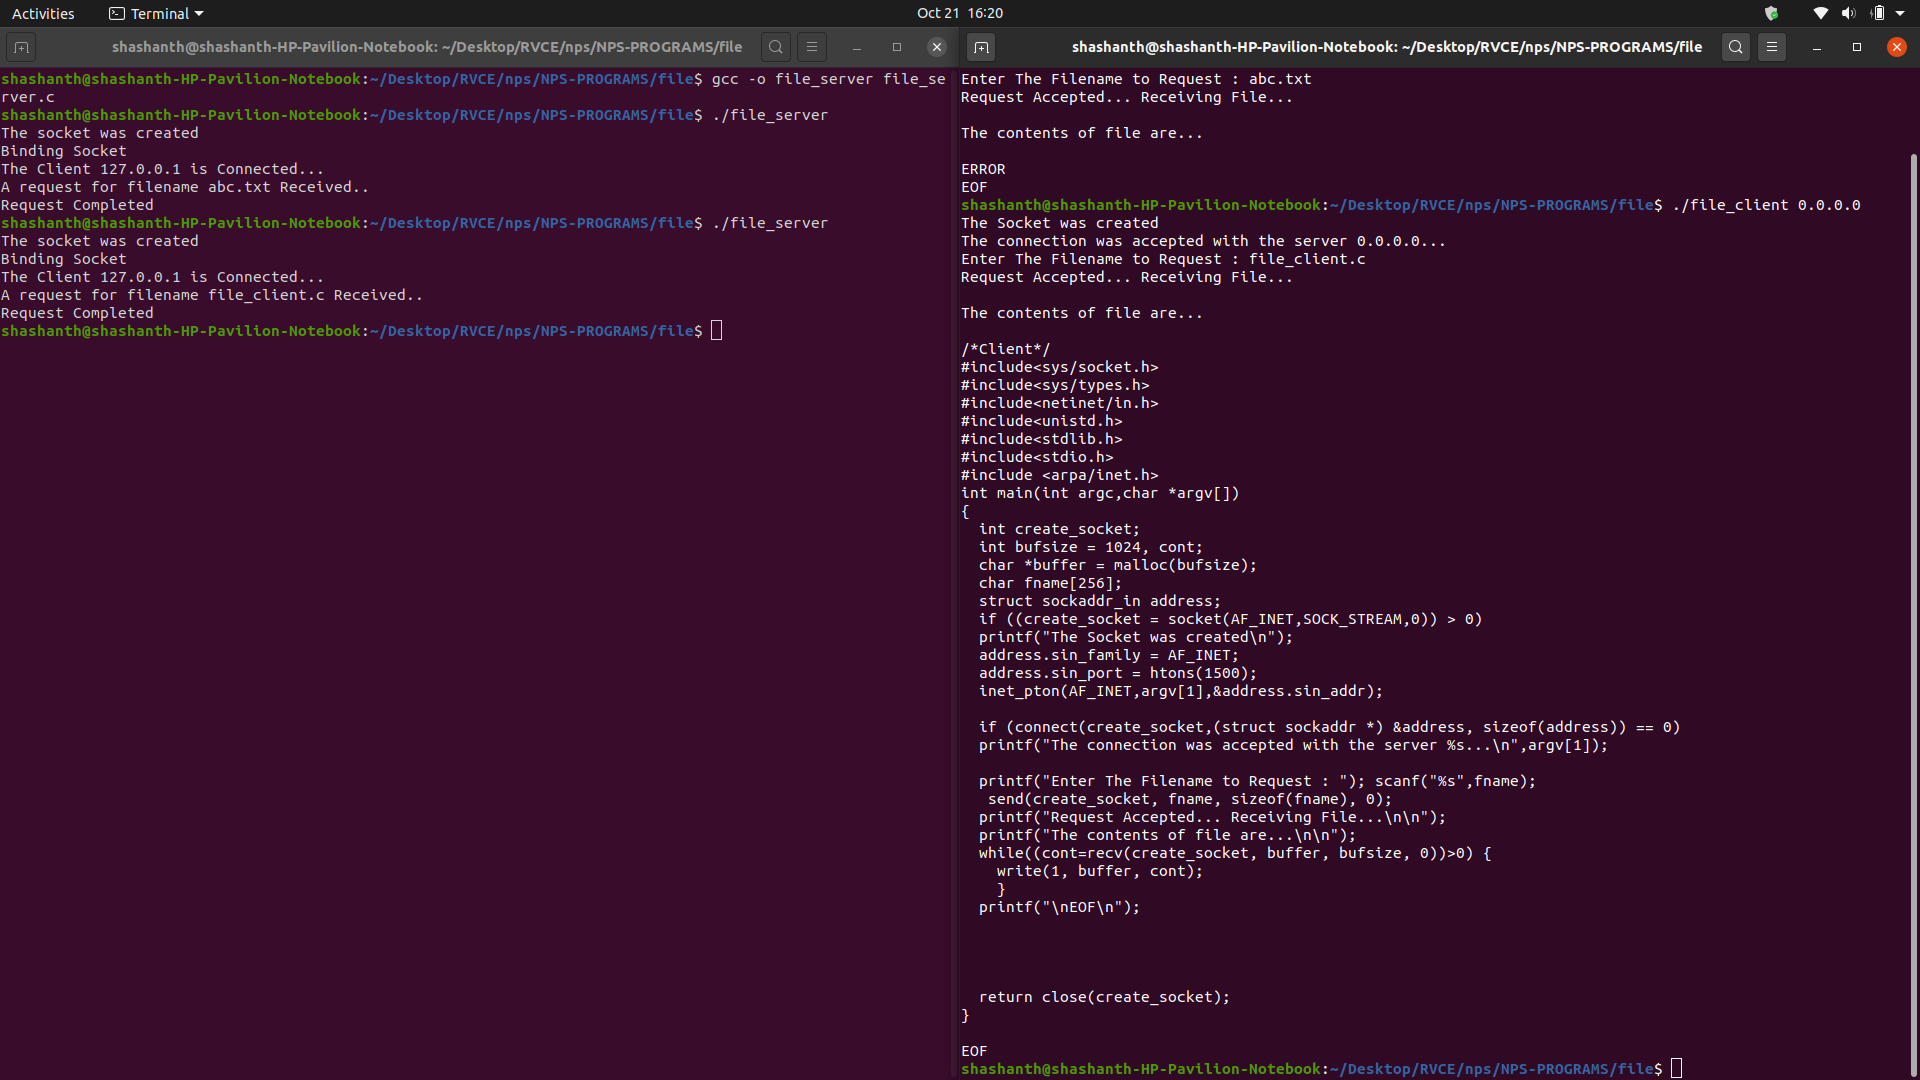 Activities Terminal Oct 21 16:20
shashanth@shashanth-HP-Pavilion-Notebook: ~/Desktop/RVCE/nps/NPS-PROGRAMS/file
shashanth@shashanth-HP-Pavilion-Notebook:~/Desktop/RVCE/nps/NPS-PROGRAMS/file$ gcc -o file_server file_se
rver.c
shashanth@shashanth-HP-Pavilion-Notebook:~/Desktop/RVCE/nps/NPS-PROGRAMS/file$ ./file_server
The socket was created
Binding Socket
The Client 127.0.0.1 is Connected...
A request for filename abc.txt Received..
Request Completed
shashanth@shashanth-HP-Pavilion-Notebook:~/Desktop/RVCE/nps/NPS-PROGRAMS/file$ ./file_server
The socket was created
Binding Socket
The Client 127.0.0.1 is Connected...
A request for filename file_client.c Received..
Request Completed
shashanth@shashanth-HP-Pavilion-Notebook:~/Desktop/RVCE/nps/NPS-PROGRAMS/file$
shashanth@shashanth-HP-Pavilion-Notebook: ~/Desktop/RVCE/nps/NPS-PROGRAMS/file
Enter The Filename to Request : abc.txt
Request Accepted... Receiving File...
The contents of file are...
ERROR
EOF
shashanth@shashanth-HP-Pavilion-Notebook:~/Desktop/RVCE/nps/NPS-PROGRAMS/file$ ./file_client 0.0.0.0
The Socket was created
The connection was accepted with the server 0.0.0.0...
Enter The Filename to Request : file_client.c
Request Accepted... Receiving File...
The contents of file are...
/*Client*/
#include<sys/socket.h>
#include<sys/types.h>
#include<netinet/in.h>
#include<unistd.h>
#include<stdlib.h>
#include<stdio.h>
#include <arpa/inet.h>
int main(int argc,char *argv[])
{
  int create_socket;
  int bufsize = 1024, cont;
  char *buffer = malloc(bufsize);
  char fname[256];
  struct sockaddr_in address;
  if ((create_socket = socket(AF_INET,SOCK_STREAM,0)) > 0)
  printf("The Socket was created\n");
  address.sin_family = AF_INET;
  address.sin_port = htons(1500);
  inet_pton(AF_INET,argv[1],&address.sin_addr);
  if (connect(create_socket,(struct sockaddr *) &address, sizeof(address)) == 0)
  printf("The connection was accepted with the server %s...\n",argv[1]);
  printf("Enter The Filename to Request : "); scanf("%s",fname);
   send(create_socket, fname, sizeof(fname), 0);
  printf("Request Accepted... Receiving File...\n\n");
  printf("The contents of file are...\n\n");
  while((cont=recv(create_socket, buffer, bufsize, 0))>0) {
    write(1, buffer, cont);
    }
  printf("\nEOF\n");
  return close(create_socket);
}
EOF
shashanth@shashanth-HP-Pavilion-Notebook:~/Desktop/RVCE/nps/NPS-PROGRAMS/file$